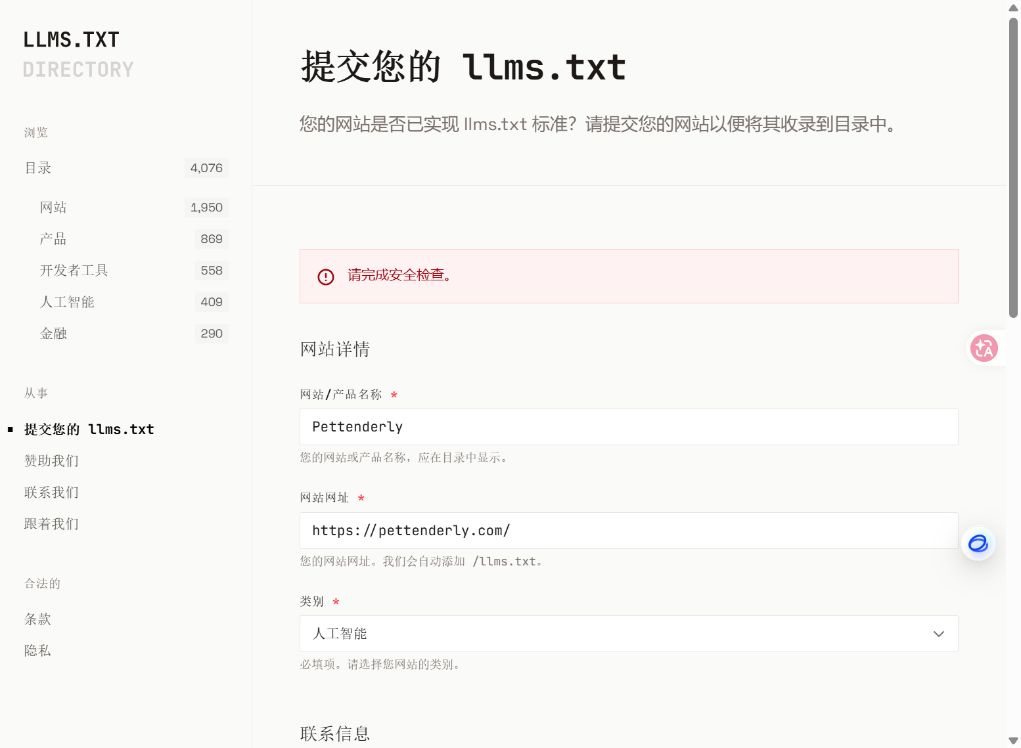 LLMS.TXT
DIRECTORY
浏览
目录 4,076
网站 1,950
产品 869
开发者工具 558
人工智能 409
金融 290
从事
提交您的 llms.txt
赞助我们
联系我们
跟着我们
合法的
条款
隐私
提交您的 llms.txt
您的网站是否已实现 llms.txt 标准？请提交您的网站以便将其收录到目录中。
请完成安全检查。
网站详情
网站/产品名称 *
Pettenderly
您的网站或产品名称，应在目录中显示。
网站网址 *
https://pettenderly.com/
您的网站网址。我们会自动添加 /llms.txt。
类别 *
人工智能
必填项。请选择您网站的类别。
联系信息